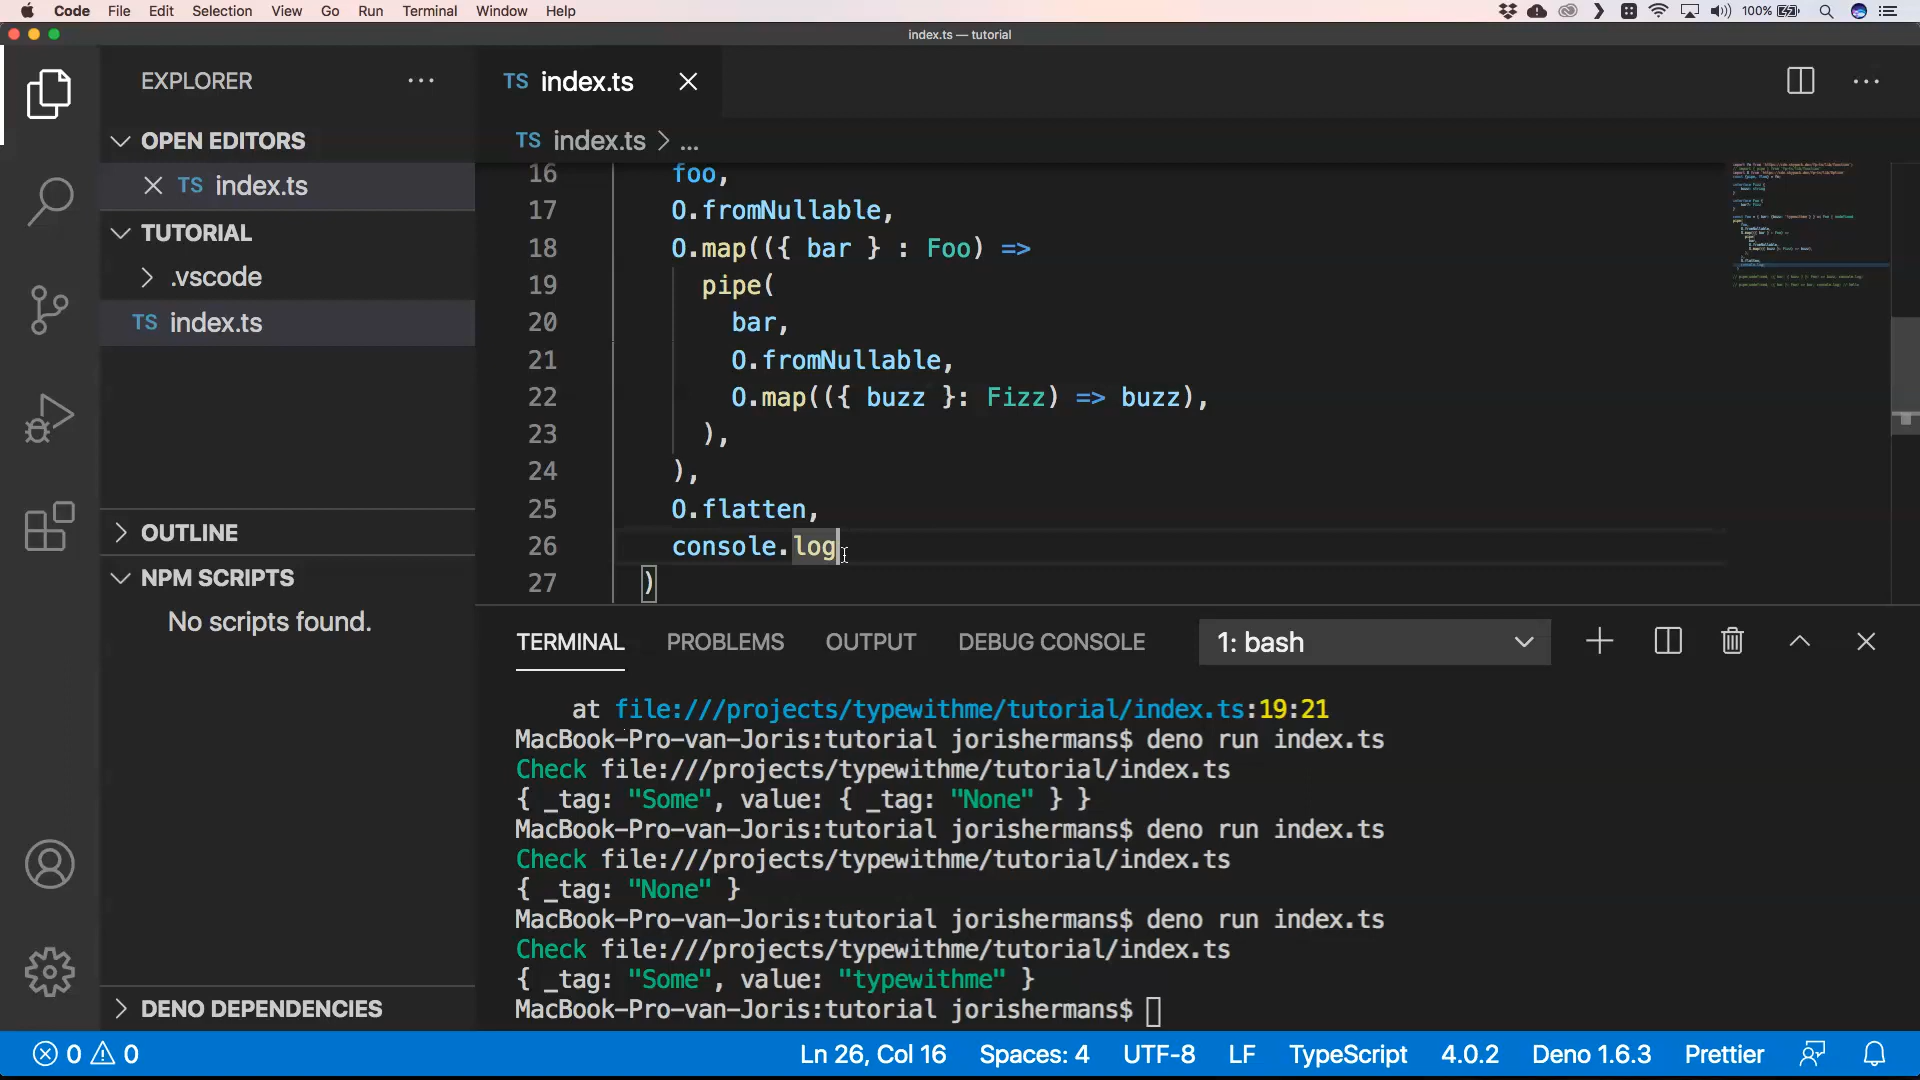 Code File Edit Selection View Go Run Terminal Window Help
100%
index.ts — tutorial
EXPLORER
TS index.ts
OPEN EDITORS
TS index.ts > ...
TS index.ts
TUTORIAL
.vscode
TS index.ts
OUTLINE
NPM SCRIPTS
No scripts found.
DENO DEPENDENCIES
16 foo,
17 O.fromNullable,
18 O.map(({ bar } : Foo) =>
19 pipe(
20 bar,
21 O.fromNullable,
22 O.map(({ buzz }: Fizz) => buzz),
23 ),
24 ),
25 O.flatten,
26 console.log
27 )
TERMINAL PROBLEMS OUTPUT DEBUG CONSOLE 1: bash
at file:///projects/typewithme/tutorial/index.ts:19:21
MacBook-Pro-van-Joris:tutorial jorishermans$ deno run index.ts
Check file:///projects/typewithme/tutorial/index.ts
{ _tag: "Some", value: { _tag: "None" } }
MacBook-Pro-van-Joris:tutorial jorishermans$ deno run index.ts
Check file:///projects/typewithme/tutorial/index.ts
{ _tag: "None" }
MacBook-Pro-van-Joris:tutorial jorishermans$ deno run index.ts
Check file:///projects/typewithme/tutorial/index.ts
{ _tag: "Some", value: "typewithme" }
MacBook-Pro-van-Joris:tutorial jorishermans$
0 0 Ln 26, Col 16 Spaces: 4 UTF-8 LF TypeScript 4.0.2 Deno 1.6.3 Prettier